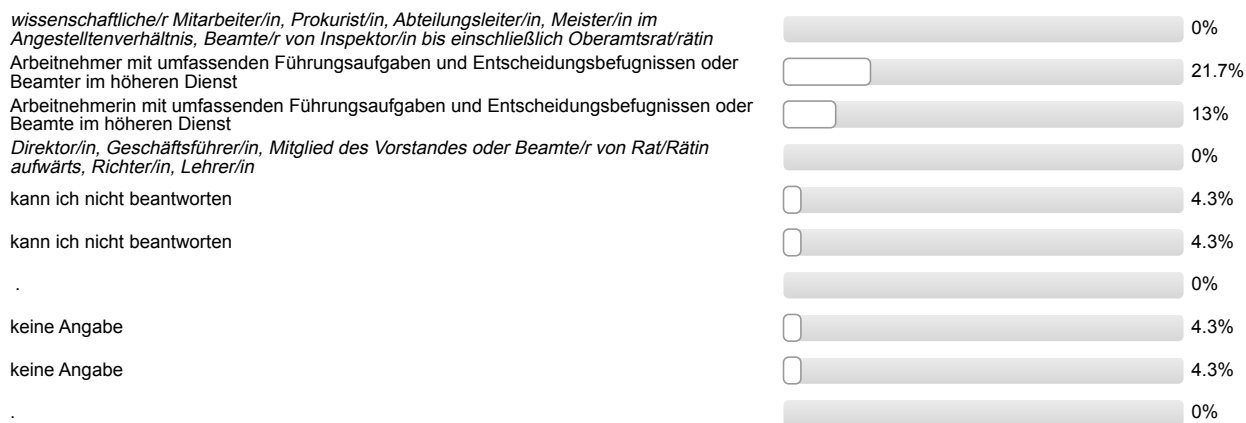 wissenschaftliche/r Mitarbeiter/in, Prokurist/in, Abteilungsleiter/in, Meister/in im
Angestelltenverhältnis, Beamte/r von Inspektor/in bis einschließlich Oberamtsrat/rätin
0%
Arbeitnehmer mit umfassenden Führungsaufgaben und Entscheidungsbefugnissen oder
Beamter im höheren Dienst
21.7%
Arbeitnehmerin mit umfassenden Führungsaufgaben und Entscheidungsbefugnissen oder
Beamte im höheren Dienst
13%
Direktor/in, Geschäftsführer/in, Mitglied des Vorstandes oder Beamte/r von Rat/Rätin
aufwärts, Richter/in, Lehrer/in
0%
kann ich nicht beantworten
4.3%
kann ich nicht beantworten
4.3%
.
0%
keine Angabe
4.3%
keine Angabe
4.3%
.
0%